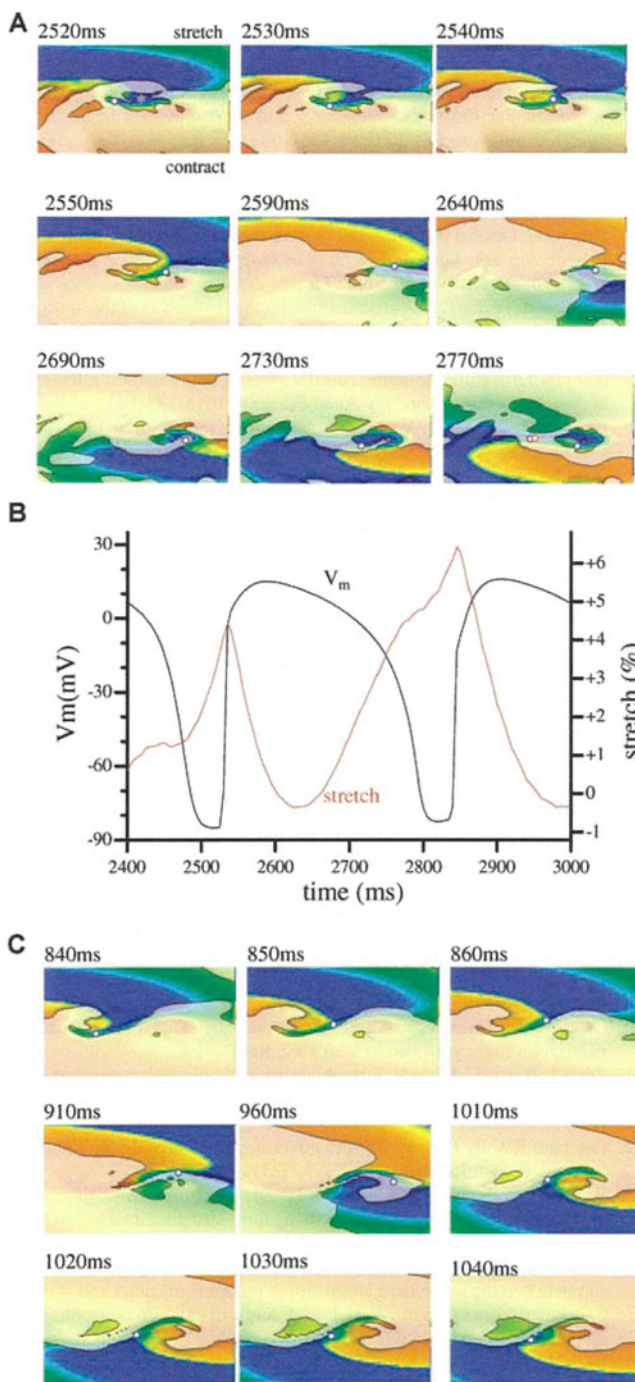 A
2520ms stretch 2530ms 2540ms
contract
2550ms 2590ms 2640ms
2690ms 2730ms 2770ms
B
30
0
-30
-60
-90
Vm(mV)
Vm
stretch
+6
+5
+4
+3
+2
+1
-0
-1
stretch (%)
2400 2500 2600 2700 2800 2900 3000
time (ms)
C
840ms 850ms 860ms
910ms 960ms 1010ms
1020ms 1030ms 1040ms